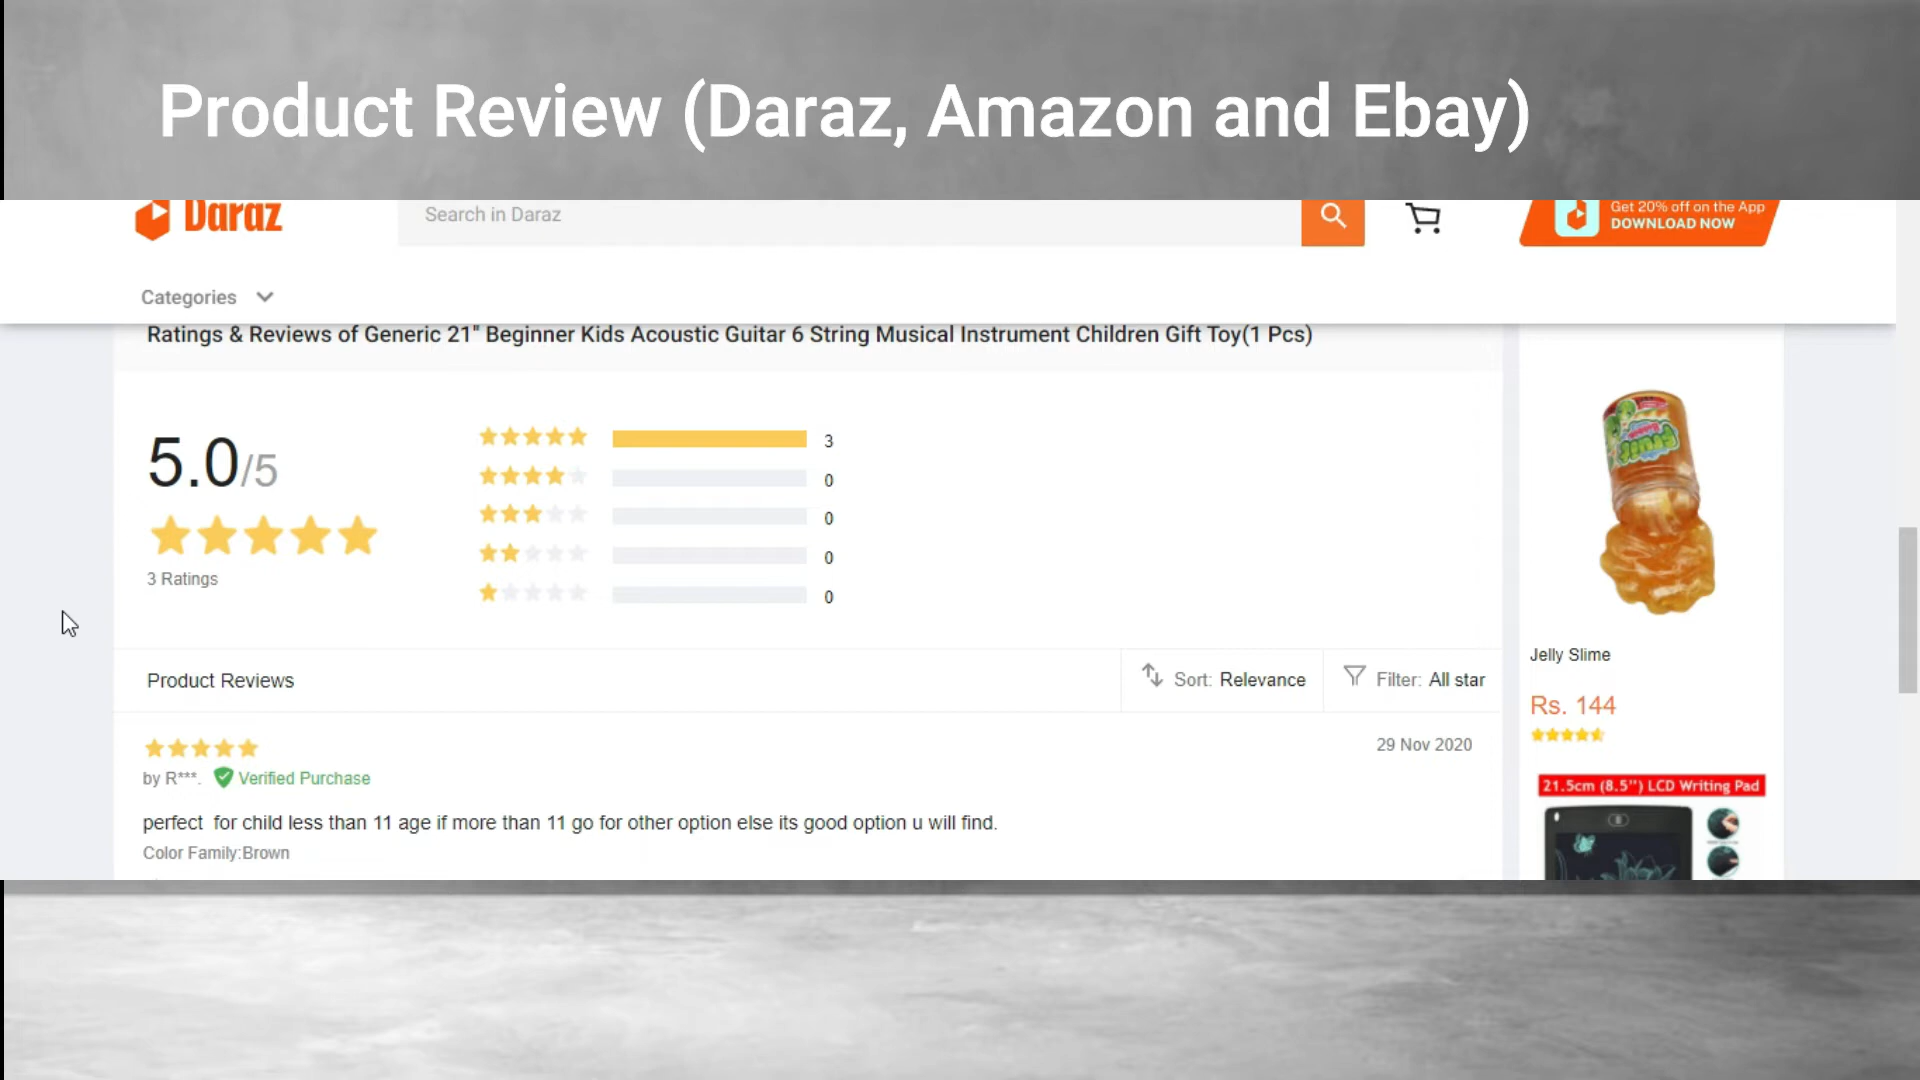 Product Review (Daraz, Amazon and Ebay)
Daraz
Search in Daraz
Get 20% off on the App
DOWNLOAD NOW
Categories
Ratings & Reviews of Generic 21" Beginner Kids Acoustic Guitar 6 String Musical Instrument Children Gift Toy(1 Pcs)
5.0/5
3 Ratings
3
0
0
0
0
Product Reviews
Sort: Relevance
Filter: All star
29 Nov 2020
by R***.
Verified Purchase
perfect  for child less than 11 age if more than 11 go for other option else its good option u will find.
Color Family:Brown
Jelly Slime
Rs. 144
21.5cm (8.5") LCD Writing Pad